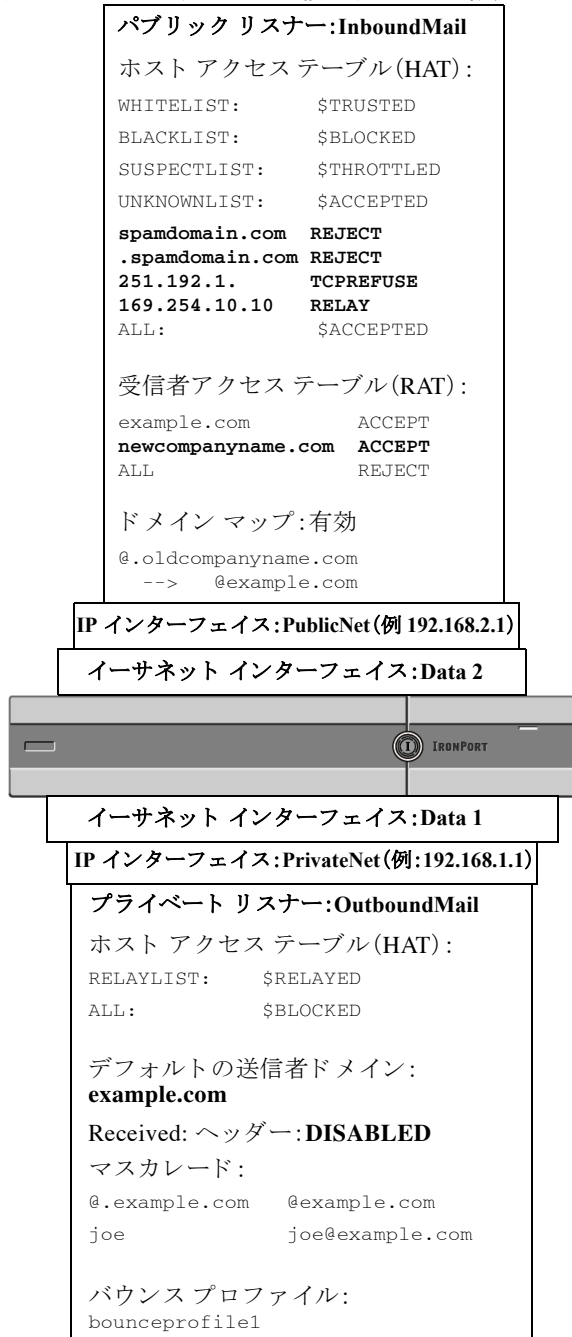 パブリック リスナー:InboundMail
ホスト アクセス テーブル(HAT):
WHITELIST: $TRUSTED
BLACKLIST: $BLOCKED
SUSPECTLIST: $THROTTLED
UNKNOWNLIST: $ACCEPTED
spamdomain.com REJECT
.spamdomain.com REJECT
251.192.1. TCPREFUSE
169.254.10.10 RELAY
ALL: $ACCEPTED
受信者アクセス テーブル(RAT):
example.com ACCEPT
newcompanyname.com ACCEPT
ALL REJECT
ドメイン マップ:有効
@.oldcompanyname.com
--> @example.com
IP インターフェイス:PublicNet(例 192.168.2.1)
イーサネット インターフェイス:Data 2
IRONPORT
イーサネット インターフェイス:Data 1
IP インターフェイス:PrivateNet(例:192.168.1.1)
プライベート リスナー:OutboundMail
ホスト アクセス テーブル(HAT):
RELAYLIST: $RELAYED
ALL: $BLOCKED
デフォルトの送信者ドメイン:
example.com
Received: ヘッダー:DISABLED
マスカレード:
@.example.com @example.com
joe joe@example.com
バウンス プロファイル:
bounceprofile1